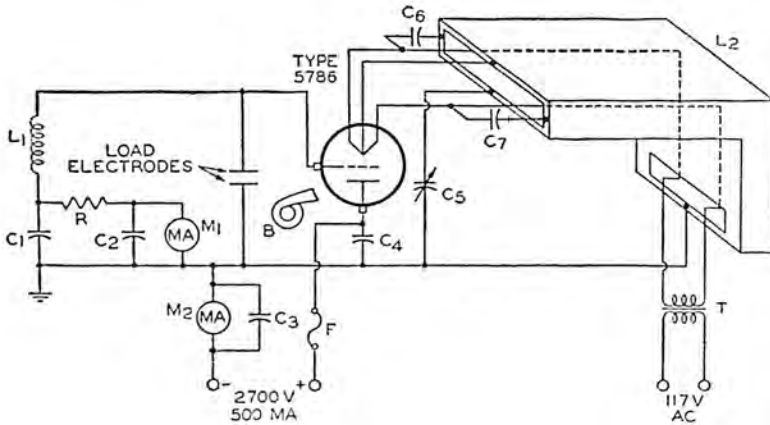 C6
L2
TYPE
5786
C7
L1
LOAD
ELECTRODES
C5
R
C1
C2
M1
MA
B
C4
M2
MA
C3
F
T
- 2700 V +
500 MA
117 V
AC